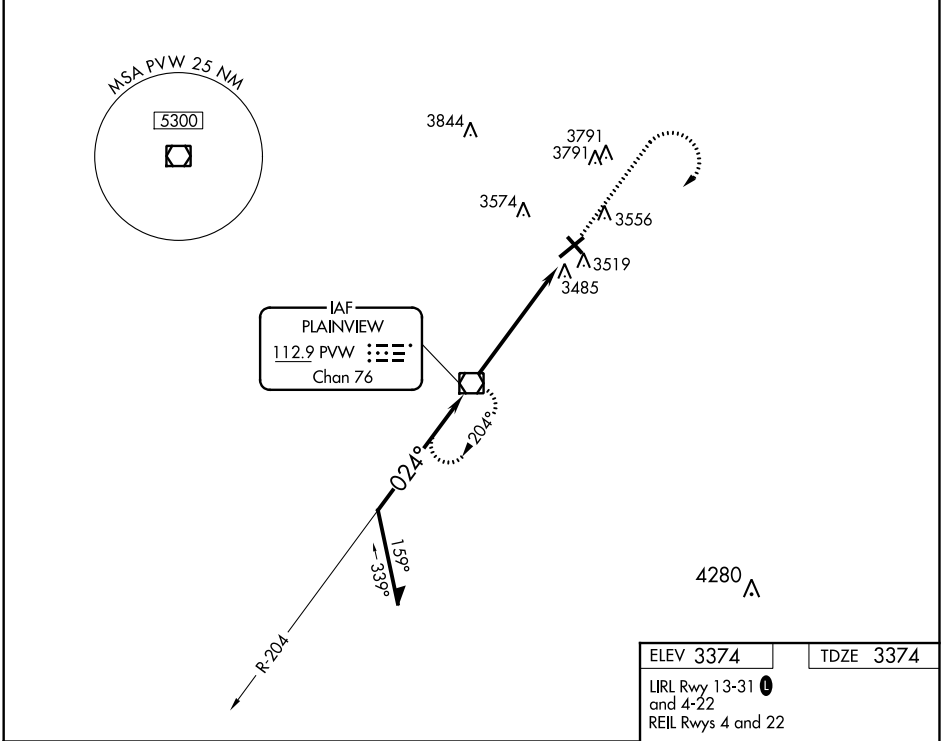 MSA PVW 25 NM
5300
3844
3791
3791
3574
3556
3519
3485
IAF
PLAINVIEW
112.9 PVW
Chan 76
204°
024°
159°
339°
R-204
4280
ELEV 3374
TDZE 3374
LIRL Rwy 13-31 L
and 4-22
REIL Rwys 4 and 22